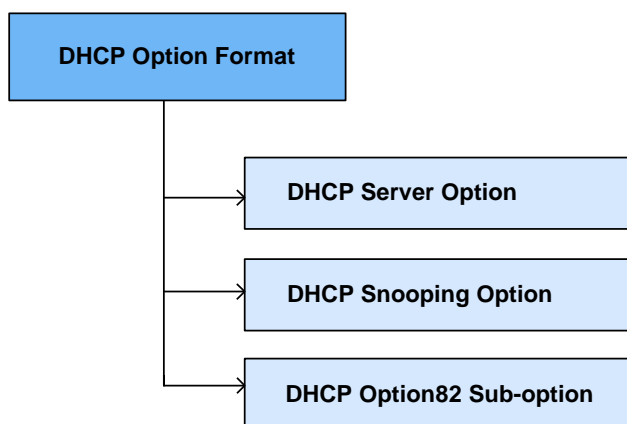 DHCP Option Format
DHCP Server Option
DHCP Snooping Option
DHCP Option82 Sub-option